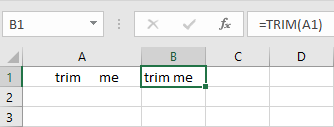 B1 fx =TRIM(A1)
A B C D
1 trim me trim me
2
3